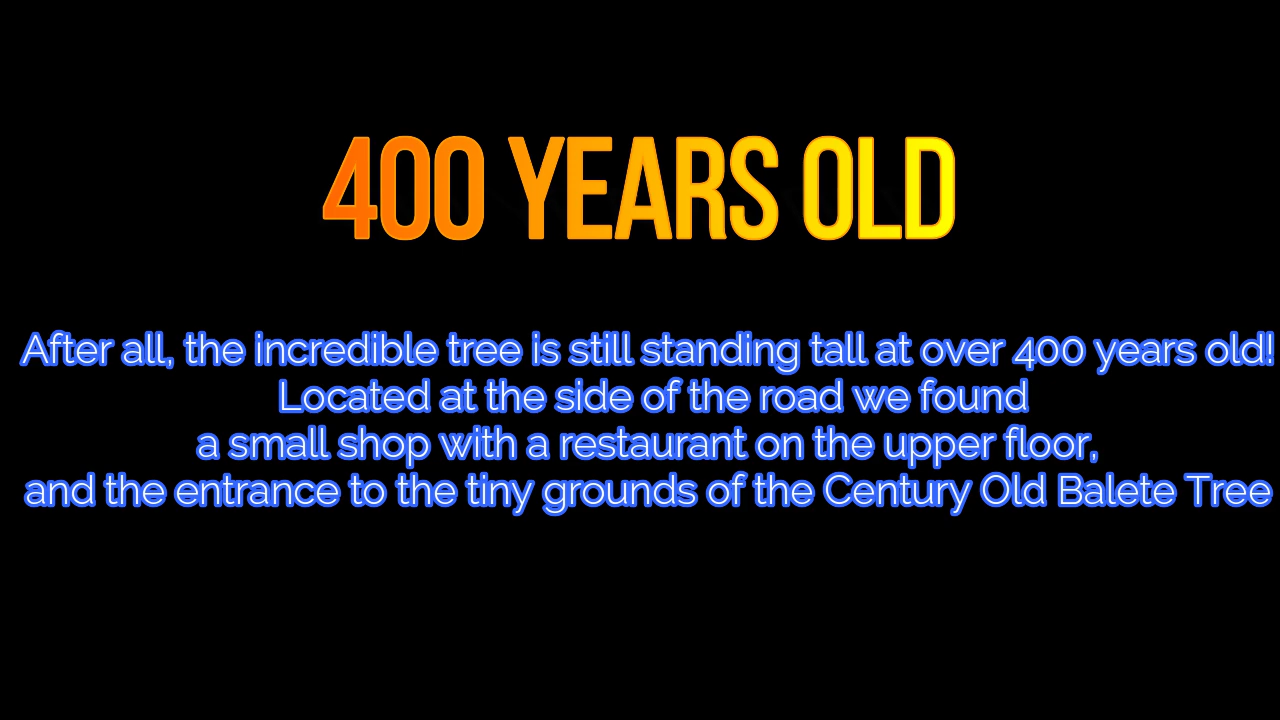 400 YEARS OLD
After all, the incredible tree is still standing tall at over 400 years old!
Located at the side of the road we found
a small shop with a restaurant on the upper floor,
and the entrance to the tiny grounds of the Century Old Balete Tree